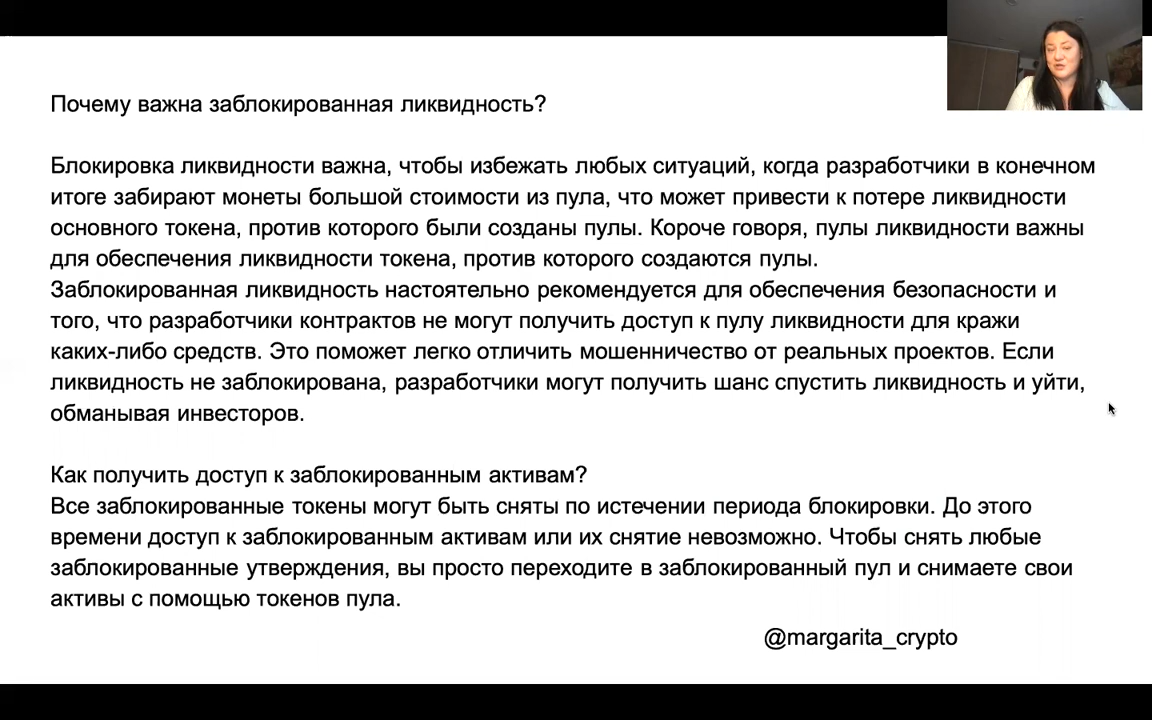 Почему важна заблокированная ликвидность?
Блокировка ликвидности важна, чтобы избежать любых ситуаций, когда разработчики в конечном
итоге забирают монеты большой стоимости из пула, что может привести к потере ликвидности
основного токена, против которого были созданы пулы. Короче говоря, пулы ликвидности важны
для обеспечения ликвидности токена, против которого создаются пулы.
Заблокированная ликвидность настоятельно рекомендуется для обеспечения безопасности и
того, что разработчики контрактов не могут получить доступ к пулу ликвидности для кражи
каких-либо средств. Это поможет легко отличить мошенничество от реальных проектов. Если
ликвидность не заблокирована, разработчики могут получить шанс спустить ликвидность и уйти,
обманывая инвесторов.
Как получить доступ к заблокированным активам?
Все заблокированные токены могут быть сняты по истечении периода блокировки. До этого
времени доступ к заблокированным активам или их снятие невозможно. Чтобы снять любые
заблокированные утверждения, вы просто переходите в заблокированный пул и снимаете свои
активы с помощью токенов пула.
@margarita_crypto